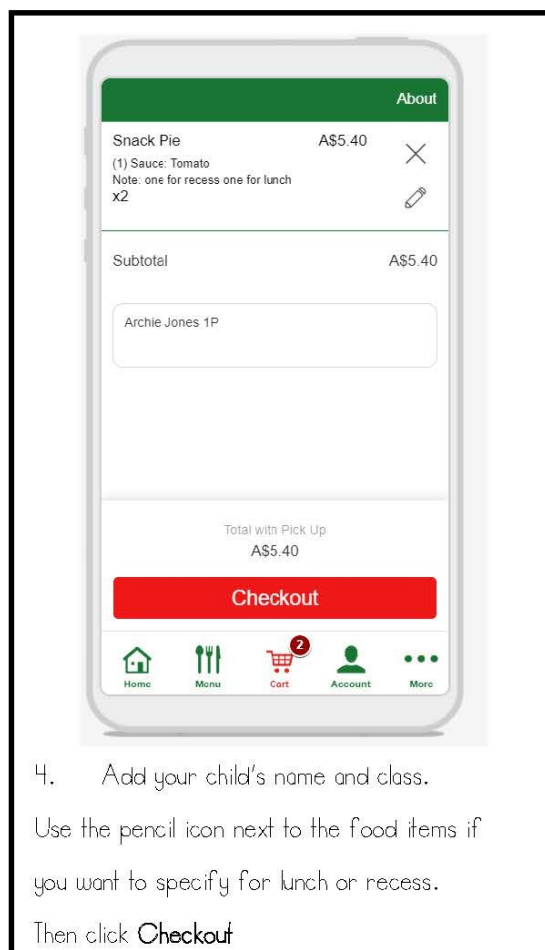 About
Snack Pie A$5.40
(1) Sauce: Tomato
Note: one for recess one for lunch
x2
Subtotal A$5.40
Archie Jones 1P
Total with Pick Up
A$5.40
Checkout
2
Home Menu Cart Account More
4. Add your child's name and class.
Use the pencil icon next to the food items if
you want to specify for lunch or recess.
Then click Checkout